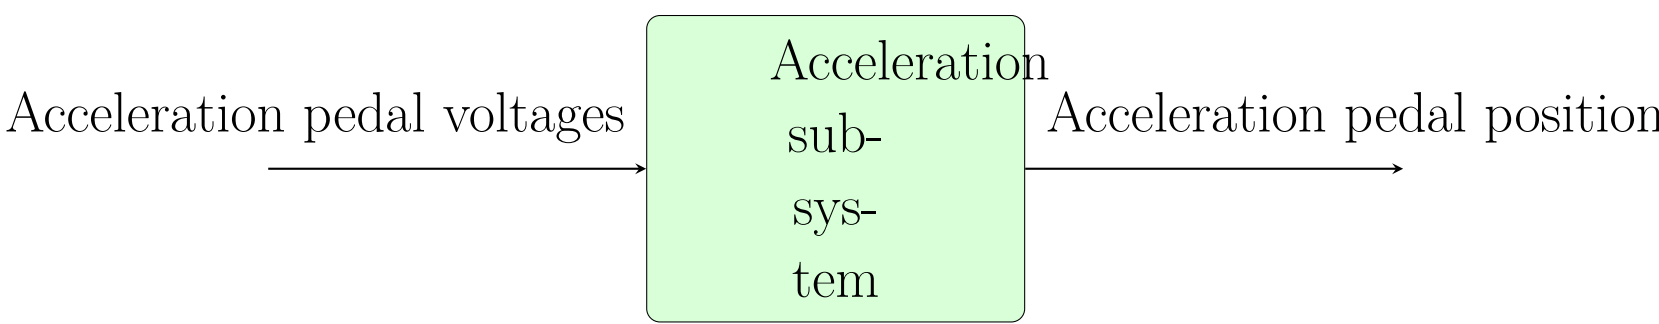 Acceleration pedal voltages
Acceleration
sub-
sys-
tem
Acceleration pedal position